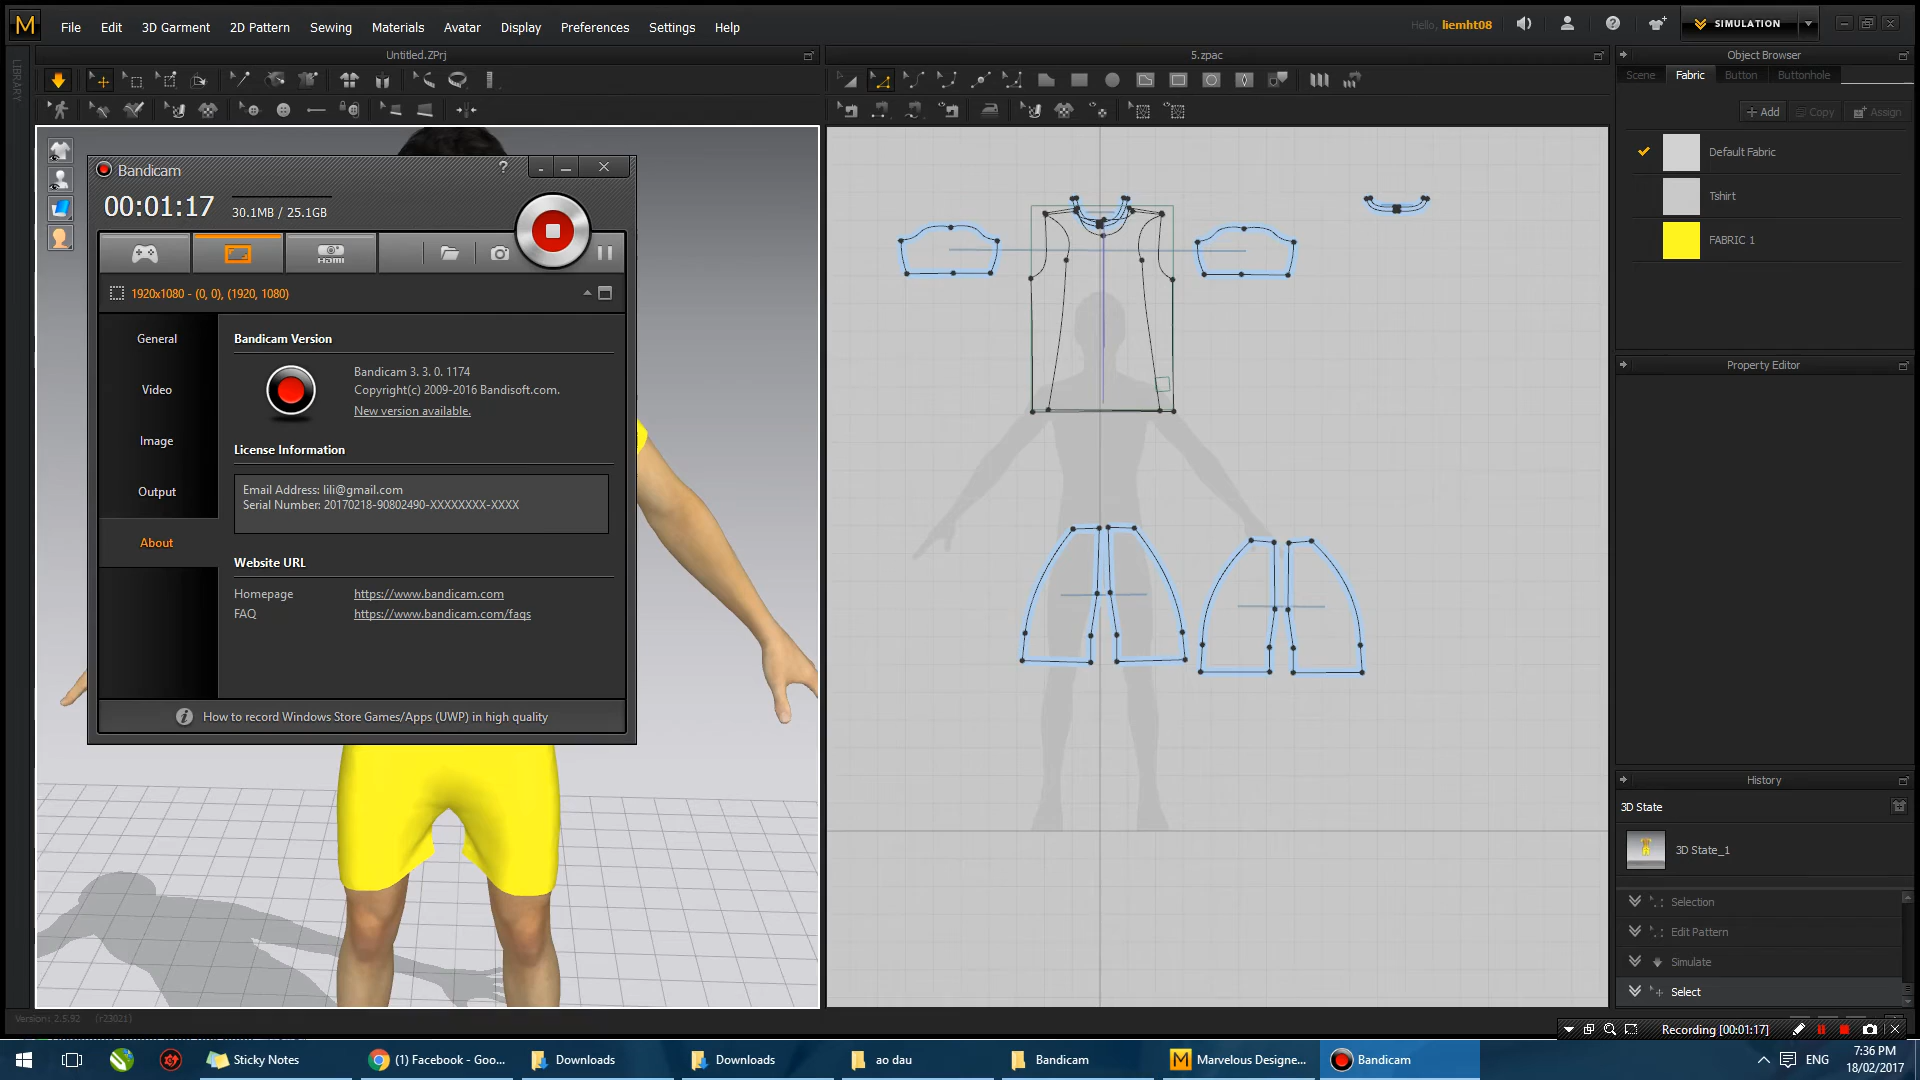 File Edit 3D Garment 2D Pattern Sewing Materials Avatar Display Preferences Settings Help
Hello, liemht08
SIMULATION
LIBRARY
Untitled.ZPrj
5.zpac
Object Browser
Scene Fabric Button Buttonhole
+ Add Copy Assign
Default Fabric
Tshirt
FABRIC 1
Property Editor
Bandicam
00:01:17
30.1MB / 25.1GB
HDMI
1920x1080 - (0, 0), (1920, 1080)
General
Video
Image
Output
About
Bandicam Version
Bandicam 3. 3. 0. 1174
Copyright(c) 2009-2016 Bandisoft.com.
New version available.
License Information
Email Address: lili@gmail.com
Serial Number: 20170218-90802490-XXXXXXXX-XXXX
Website URL
Homepage https://www.bandicam.com
FAQ https://www.bandicam.com/faqs
How to record Windows Store Games/Apps (UWP) in high quality
History
3D State
3D State_1
Selection
Edit Pattern
Simulate
Select
Version: 2.5.92 (r23021)
Recording [00:01:17]
Sticky Notes
(1) Facebook - Goo...
Downloads
Downloads
ao dau
Bandicam
Marvelous Designe...
Bandicam
ENG
7:36 PM
18/02/2017